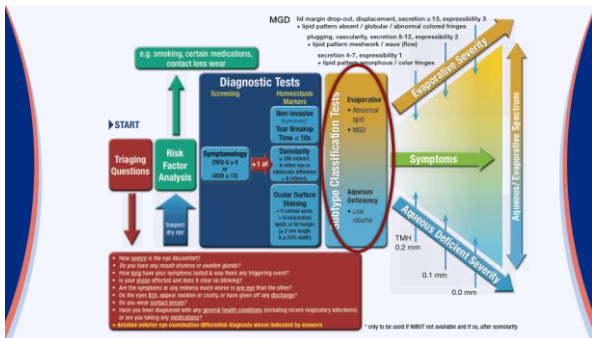 MGD lid margin drop-out, displacement, secretion ≥ 13, expressibility 3
+ lipid pattern absent / globular / abnormal colored fringes
plugging, vascularity, secretion 8-12, expressibility 2
+ lipid pattern meshwork / wave (flow)
secretion 4-7, expressibility 1
+ lipid pattern amorphous / color fringes
e.g. smoking, certain medications,
contact lens wear
START
Triaging
Questions
Risk
Factor
Analysis
Suspect
dry eye
Diagnostic Tests
Screening
Homeostasis
Markers
Symptomology
(DEQ-5 ≥ 6
or
OSDI ≥ 13)
+1 of
Non-invasive
Tear Breakup
Time < 10s
Osmolarity
≥ 308 mOsm/L
in either eye or
interocular difference
> 8 mOsm/L
Ocular Surface
Staining
> 5 corneal spots,
> 9 conjunctival
spots, or lid margin
(≥ 2 mm length
& ≥ 25% width)
Subtype Classification Tests
Evaporative
• Abnormal
lipid
• MGD
Aqueous
Deficiency
• Low
volume
Symptoms
Evaporative Severity
Aqueous Deficient Severity
Aqueous / Evaporative Spectrum
TMH
0.2 mm
0.1 mm
0.0 mm
• How severe is the eye discomfort?
• Do you have any mouth dryness or swollen glands?
• How long have your symptoms lasted & was there any triggering event?
• Is your vision affected and does it clear on blinking?
• Are the symptoms or any redness much worse in one eye than the other?
• Do the eyes itch, appear swollen or crusty, or have given off any discharge?
• Do you wear contact lenses?
• Have you been diagnosed with any general health conditions (including recent respiratory infections)
or are you taking any medications?
+ detailed anterior eye examination differential diagnosis where indicated by answers
* only to be used if NIBUT not available and if so, after osmolarity